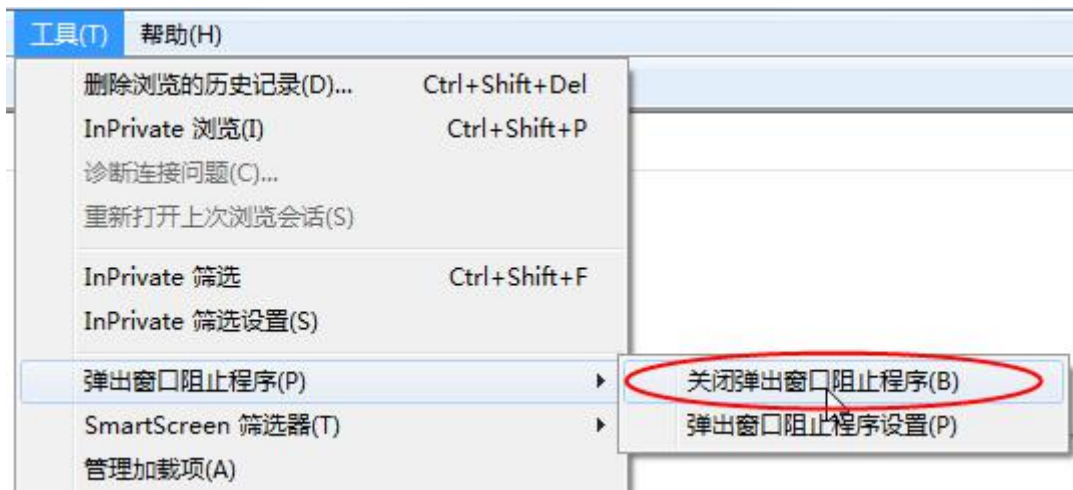 工具(T) 帮助(H)
删除浏览的历史记录(D)... Ctrl+Shift+Del
InPrivate 浏览(I) Ctrl+Shift+P
诊断连接问题(C)...
重新打开上次浏览会话(S)
InPrivate 筛选 Ctrl+Shift+F
InPrivate 筛选设置(S)
弹出窗口阻止程序(P) 关闭弹出窗口阻止程序(B)
SmartScreen 筛选器(T) 弹出窗口阻止程序设置(P)
管理加载项(A)